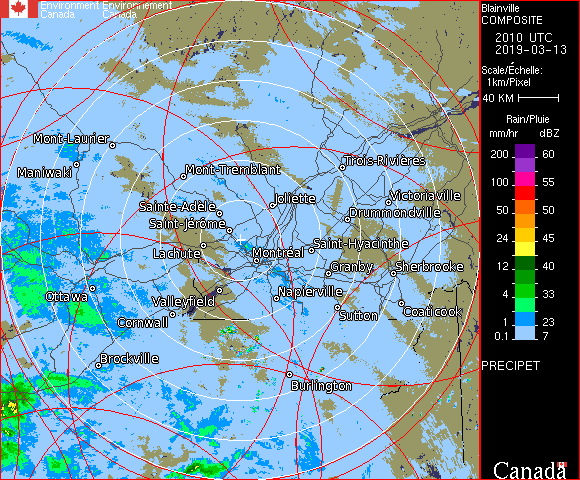 Environment Environnement
Canada Canada
Blainville
COMPOSITE
2010 UTC
2019-03-13
Scale/Échelle:
1km/Pixel
40 KM
Rain/Pluie
mm/hr dBZ
200 60
100 55
50 50
24 45
12 40
4 33
1 23
0.1 7
PRECIPET
Canada
Mont-Laurier
Maniwaki
Mont-Tremblant
Trois-Rivières
Joliette
Victoriaville
Sainte-Adèle
Drummondville
Saint-Jérôme
Saint-Hyacinthe
Lachute
Montréal
Granby
Sherbrooke
Ottawa
Valleyfield
Napierville
Cornwall
Sutton
Coaticook
Brockville
Burlington